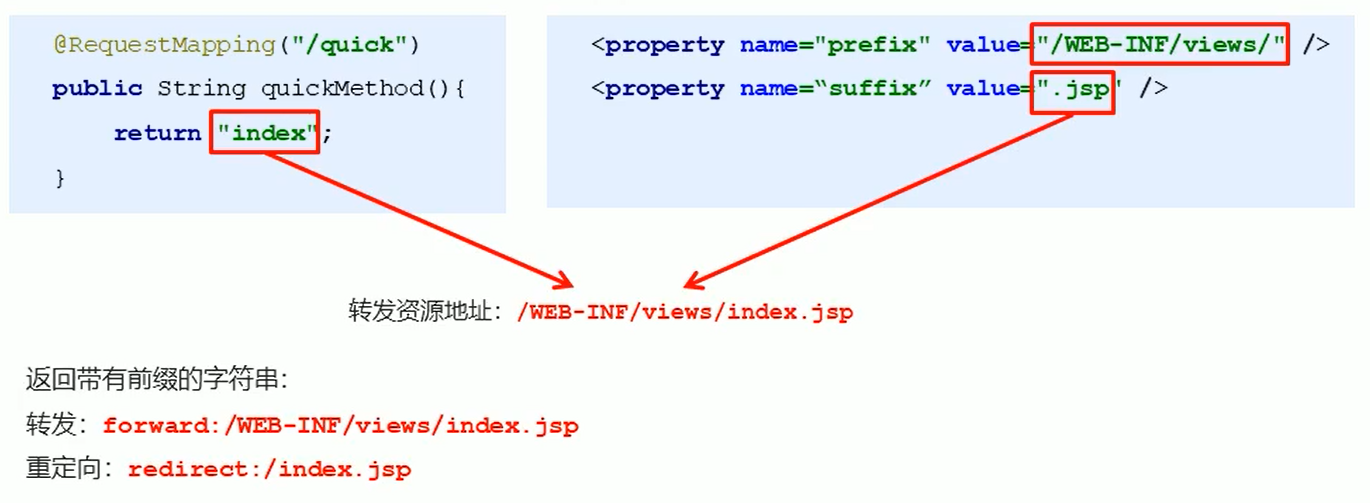 @RequestMapping("/quick")
public String quickMethod(){
return "index";
}
<property name="prefix" value="/WEB-INF/views/" />
<property name=“suffix” value=".jsp" />
转发资源地址：/WEB-INF/views/index.jsp
返回带有前缀的字符串：
转发：forward:/WEB-INF/views/index.jsp
重定向：redirect:/index.jsp